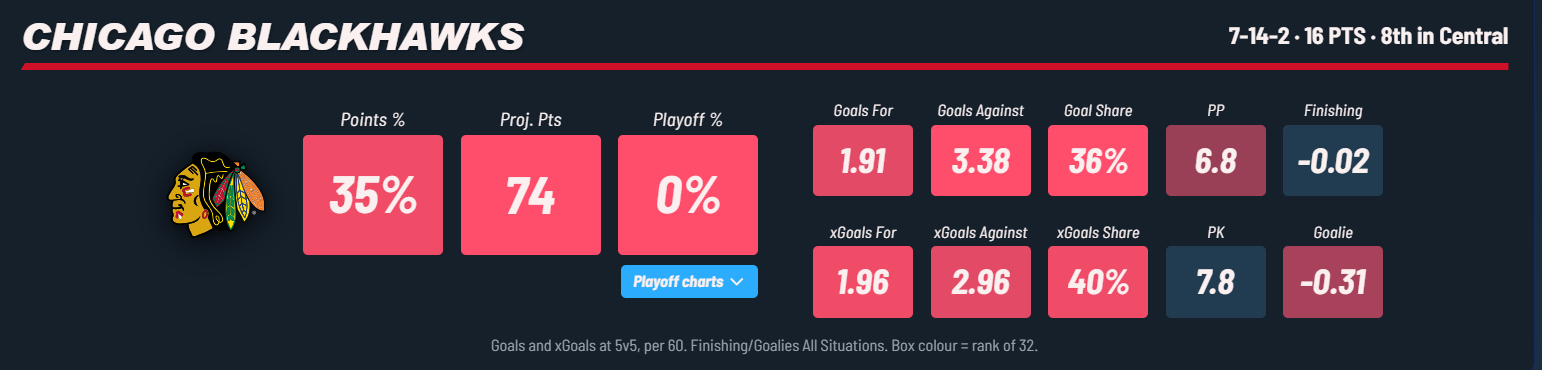 CHICAGO BLACKHAWKS
7-14-2 · 16 PTS · 8th in Central
Points % Proj. Pts Playoff %
35% 74 0%
Playoff charts
Goals For Goals Against Goal Share PP Finishing
1.91 3.38 36% 6.8 -0.02
xGoals For xGoals Against xGoals Share PK Goalie
1.96 2.96 40% 7.8 -0.31
Goals and xGoals at 5v5, per 60. Finishing/Goalies All Situations. Box colour = rank of 32.